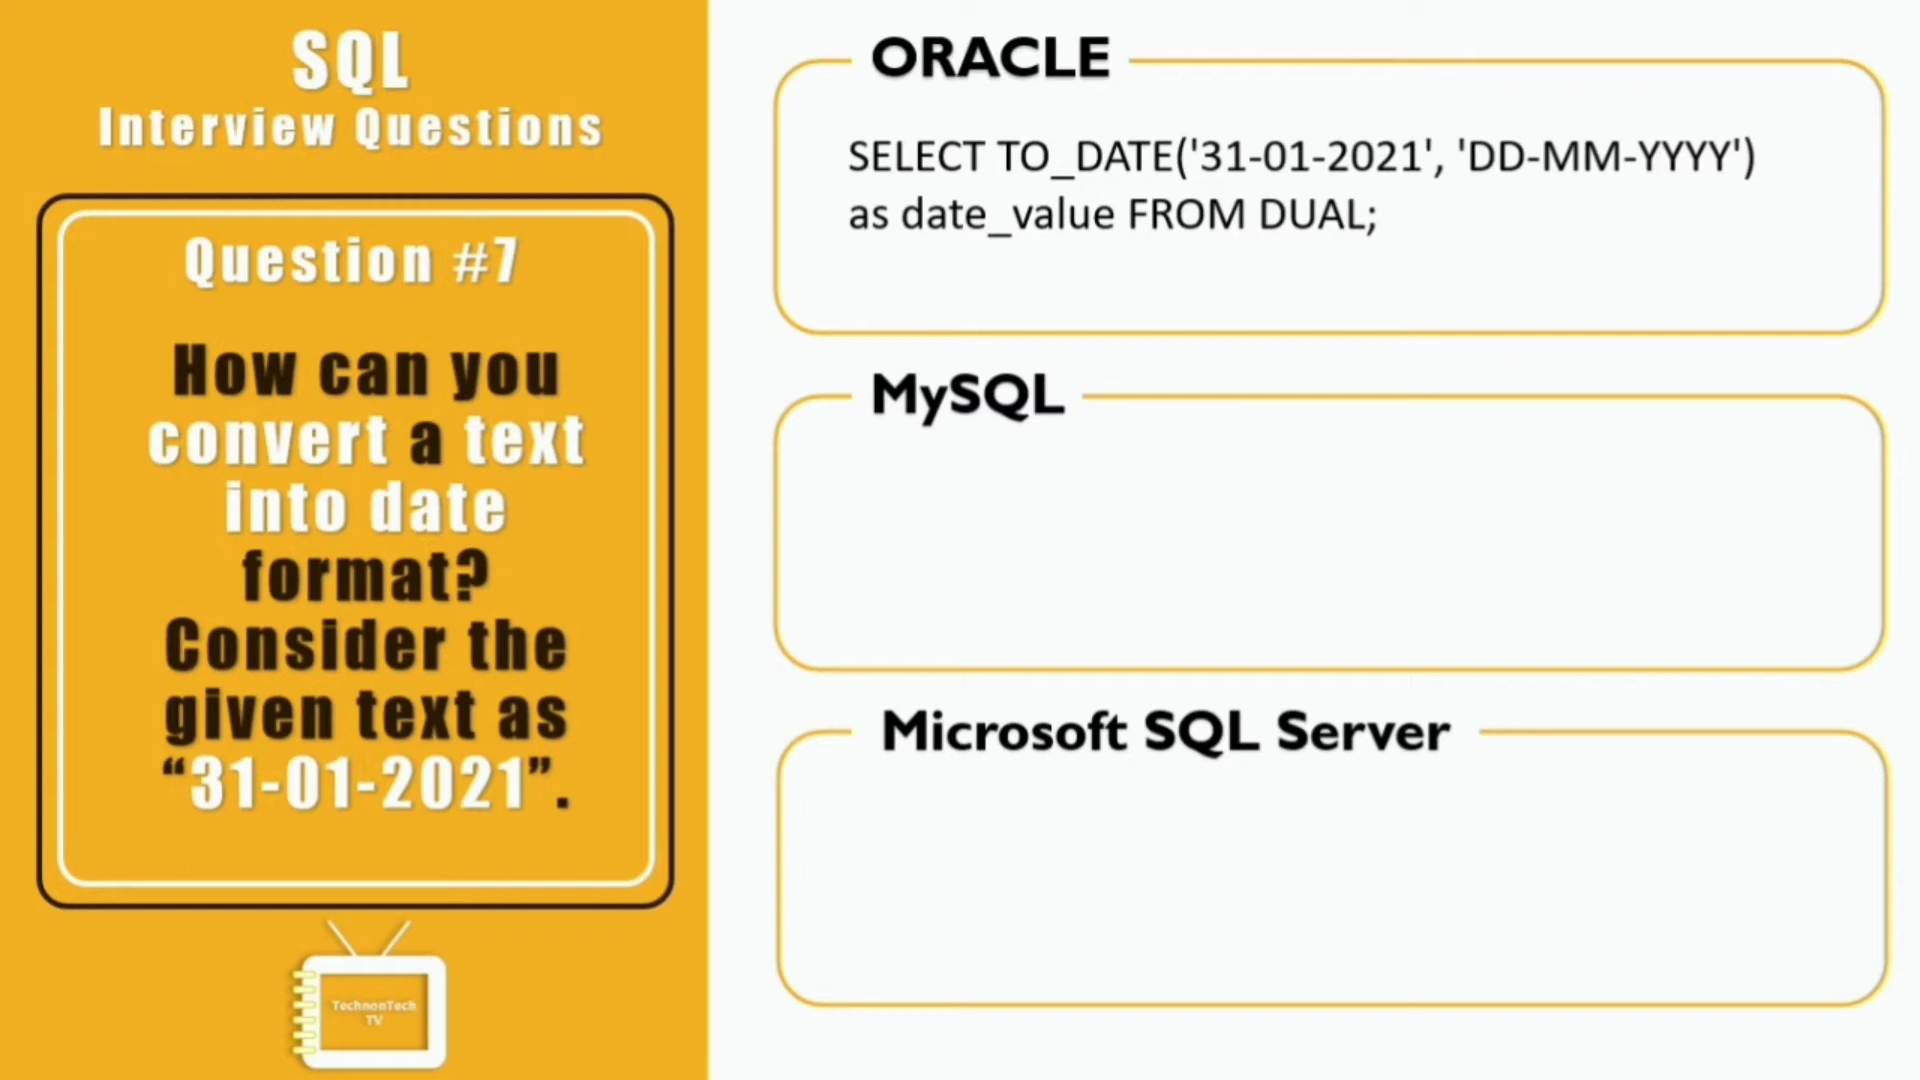 SQL
Interview Questions
Question #7
How can you
convert a text
into date
format?
Consider the
given text as
“31-01-2021”.
TechnonTech
TV
ORACLE
SELECT TO_DATE('31-01-2021', 'DD-MM-YYYY')
as date_value FROM DUAL;
MySQL
Microsoft SQL Server